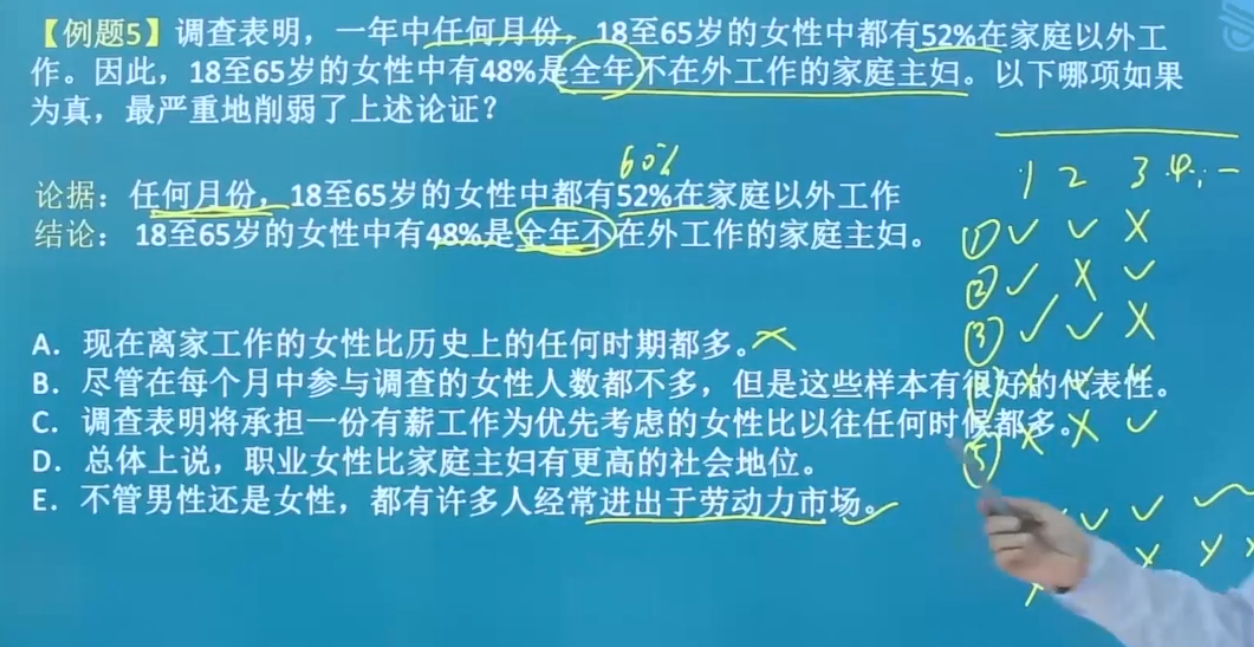 【例题5】调查表明，一年中任何月份，18至65岁的女性中都有52%在家庭以外工
作。因此，18至65岁的女性中有48%是全年不在外工作的家庭主妇。以下哪项如果
为真，最严重地削弱了上述论证？
60%
1 2 3 4
论据：任何月份，18至65岁的女性中都有52%在家庭以外工作
结论： 18至65岁的女性中有48%是全年不在外工作的家庭主妇。
① ✓ ✓ ×
② ✓ × ✓
③ ✓ ✓ ×
A. 现在离家工作的女性比历史上的任何时期都多。×
B. 尽管在每个月中参与调查的女性人数都不多，但是这些样本有很好的代表性。
C. 调查表明将承担一份有薪工作为优先考虑的女性比以往任何时候都多。
⑤ × × ✓
D. 总体上说，职业女性比家庭主妇有更高的社会地位。
E. 不管男性还是女性，都有许多人经常进出于劳动力市场。✓